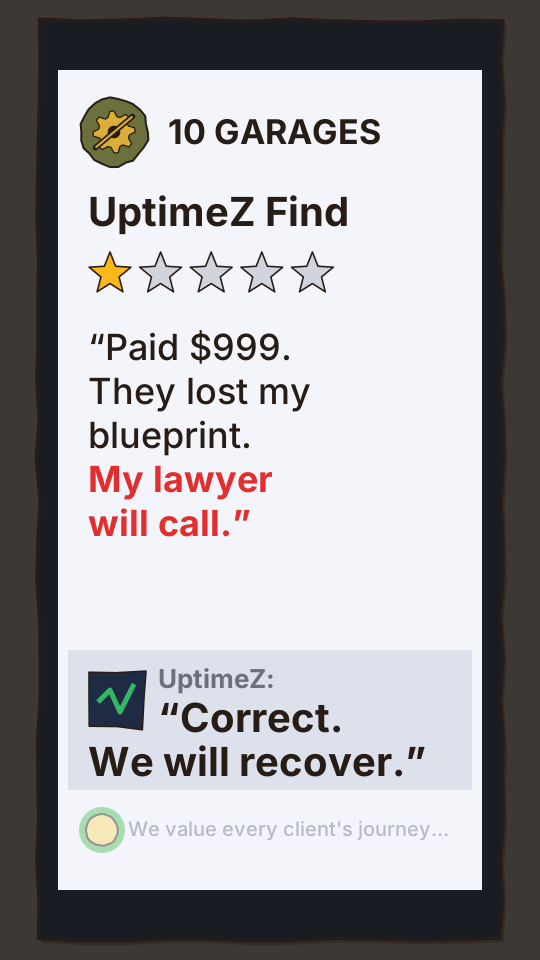 10 GARAGES
UptimeZ Find
“Paid $999.
They lost my
blueprint.
My lawyer
will call.”
UptimeZ:
“Correct.
We will recover.”
We value every client's journey...